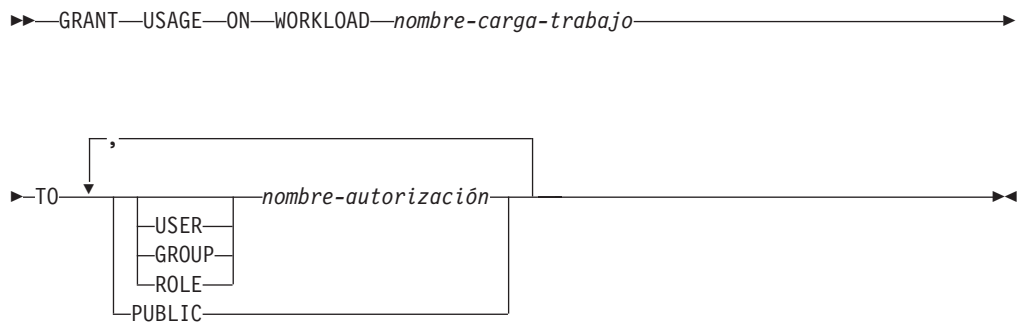 GRANT USAGE ON WORKLOAD nombre-carga-trabajo
,
TO nombre-autorización
USER
GROUP
ROLE
PUBLIC